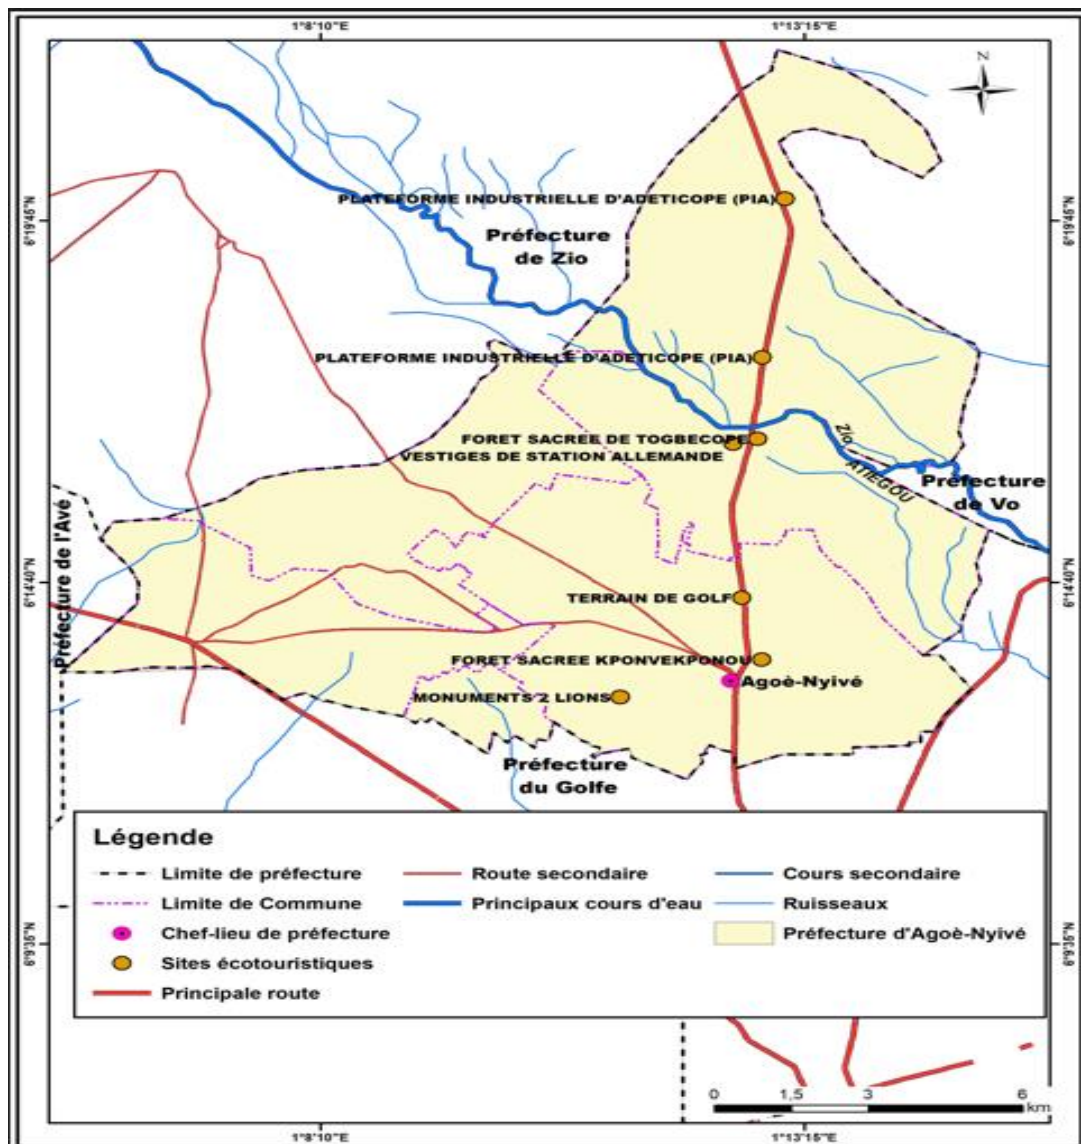 1°8'10"E
1°13'15"E
N
PLATEFORME INDUSTRIELLE D'ADETICOPE (PIA)
6°19'45"N
6°19'45"N
Préfecture
de Zio
PLATEFORME INDUSTRIELLE D'ADETICOPE (PIA)
FORET SACREE DE TOGBECOPE
VESTIGES DE STATION ALLEMANDE
Zio
ATIEGOU
Préfecture
de Vo
Préfecture de l'Avé
6°14'40"N
6°14'40"N
TERRAIN DE GOLF
FORET SACREE KPONVEKPONOU
Agoè-Nyivé
MONUMENTS 2 LIONS
Préfecture
du Golfe
Légende
Limite de préfecture
Route secondaire
Cours secondaire
Limite de Commune
Principaux cours d'eau
Ruisseaux
Chef-lieu de préfecture
Préfecture d'Agoè-Nyivé
Sites écotouristiques
Principale route
6°9'35"N
6°9'35"N
0 1,5 3 6
km
1°8'10"E
1°13'15"E